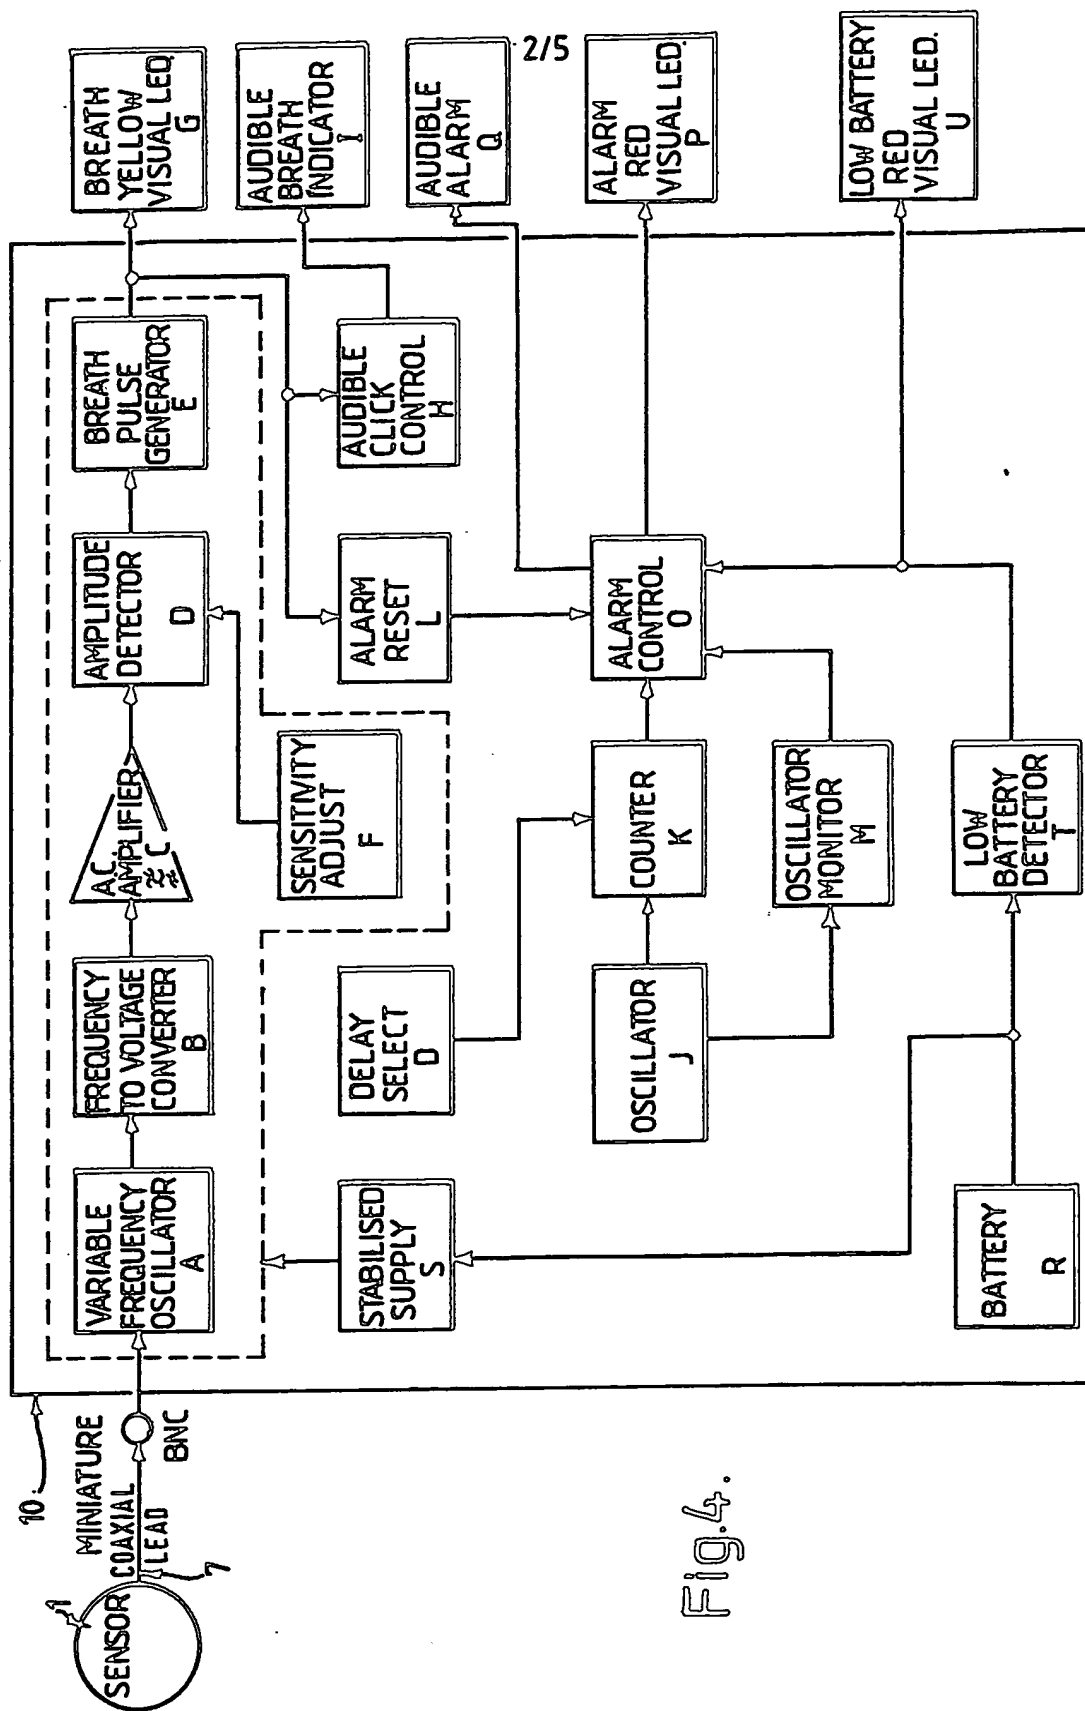 2/5
10
SENSOR
1
MINIATURE
COAXIAL
LEAD
7
BNC
VARIABLE
FREQUENCY
OSCILLATOR
A
FREQUENCY
TO VOLTAGE
CONVERTER
B
A.C.
AMPLIFIER
C
AMPLITUDE
DETECTOR
D
BREATH
PULSE
GENERATOR
E
BREATH
YELLOW
VISUAL LED.
G
SENSITIVITY
ADJUST
F
AUDIBLE
BREATH
INDICATOR
I
STABILISED
SUPPLY
S
DELAY
SELECT
D
ALARM
RESET
L
AUDIBLE
CLICK
CONTROL
H
AUDIBLE
ALARM
Q
OSCILLATOR
J
COUNTER
K
ALARM
CONTROL
O
ALARM
RED
VISUAL LED.
P
OSCILLATOR
MONITOR
M
BATTERY
R
LOW
BATTERY
DETECTOR
T
LOW BATTERY
RED
VISUAL LED.
U
Fig.4.